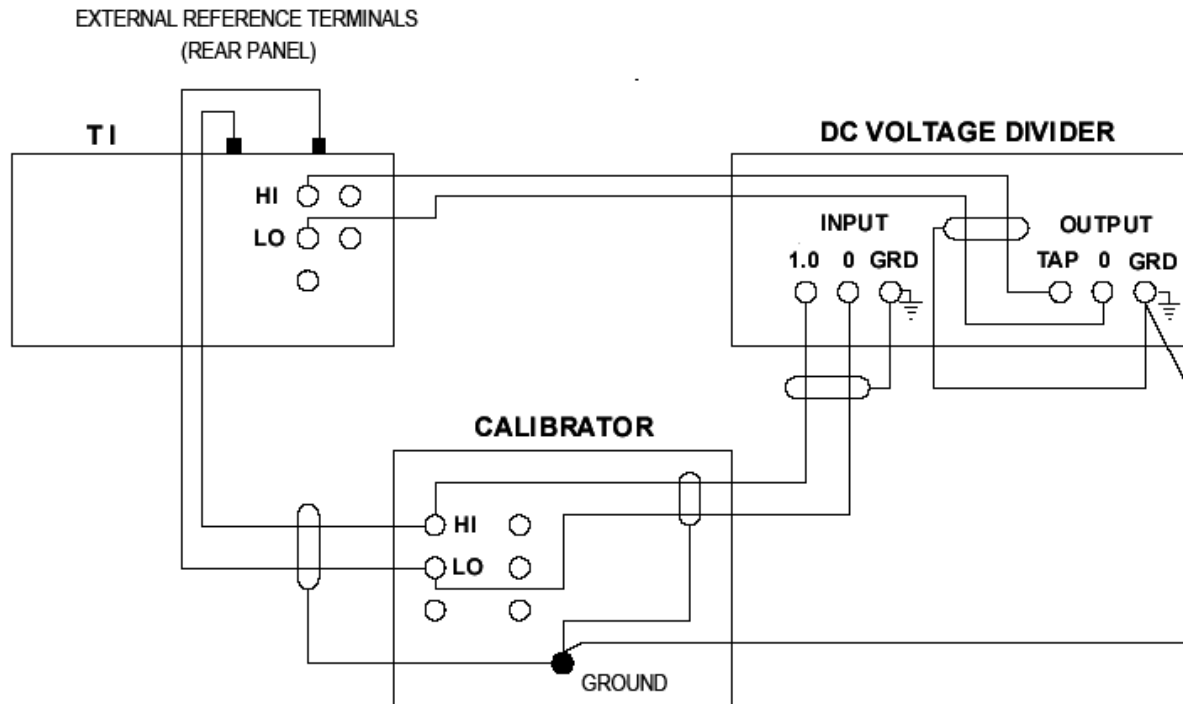 EXTERNAL REFERENCE TERMINALS
(REAR PANEL)
T I
DC VOLTAGE DIVIDER
HI
LO
INPUT
OUTPUT
1.0 0 GRD
TAP 0 GRD
CALIBRATOR
HI
LO
GROUND